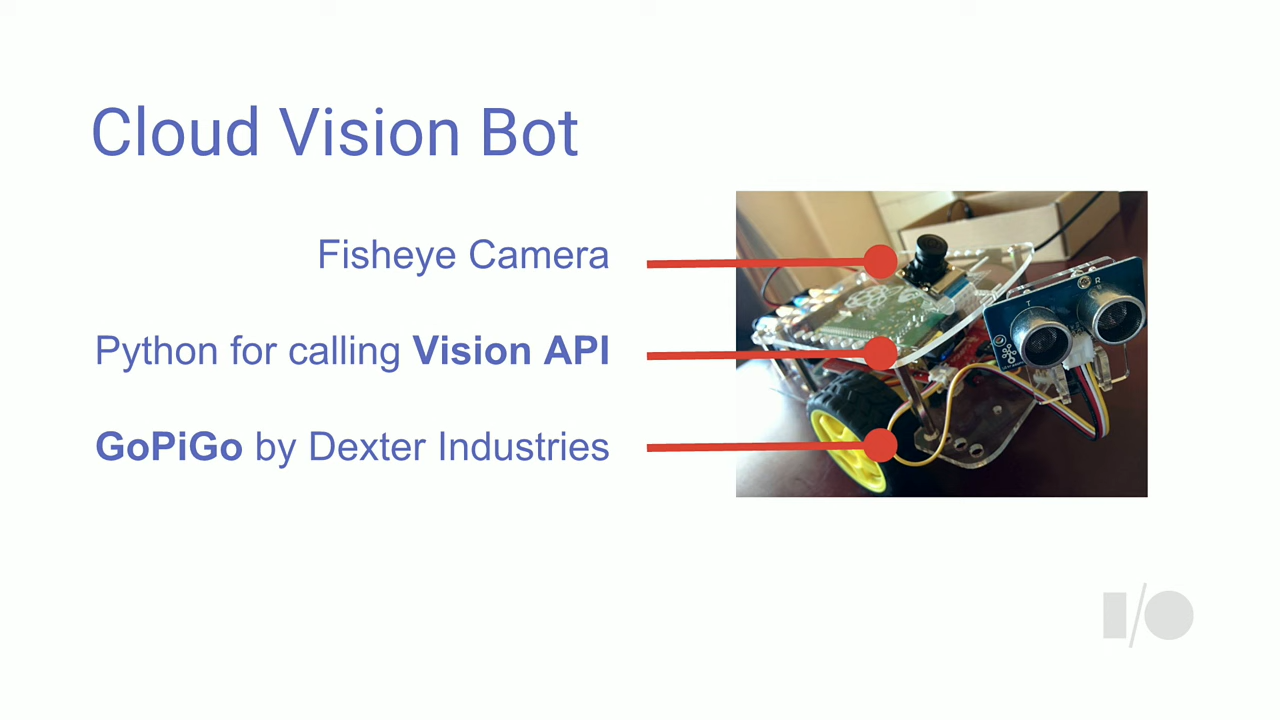 Cloud Vision Bot
Fisheye Camera
Python for calling Vision API
GoPiGo by Dexter Industries
T
R
I/O